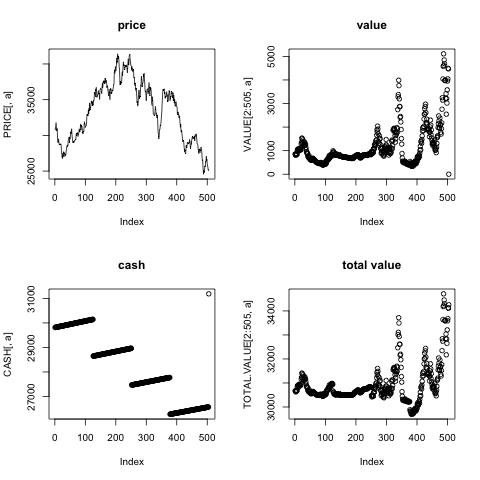 price
PRICE[, a]
25000
35000
0 100 200 300 400 500
Index
value
VALUE[2:505, a]
0 1000 3000 5000
0 100 200 300 400 500
Index
cash
CASH[, a]
27000 29000 31000
0 100 200 300 400 500
Index
total value
TOTAL.VALUE[2:505, a]
30000 32000 34000
0 100 200 300 400 500
Index